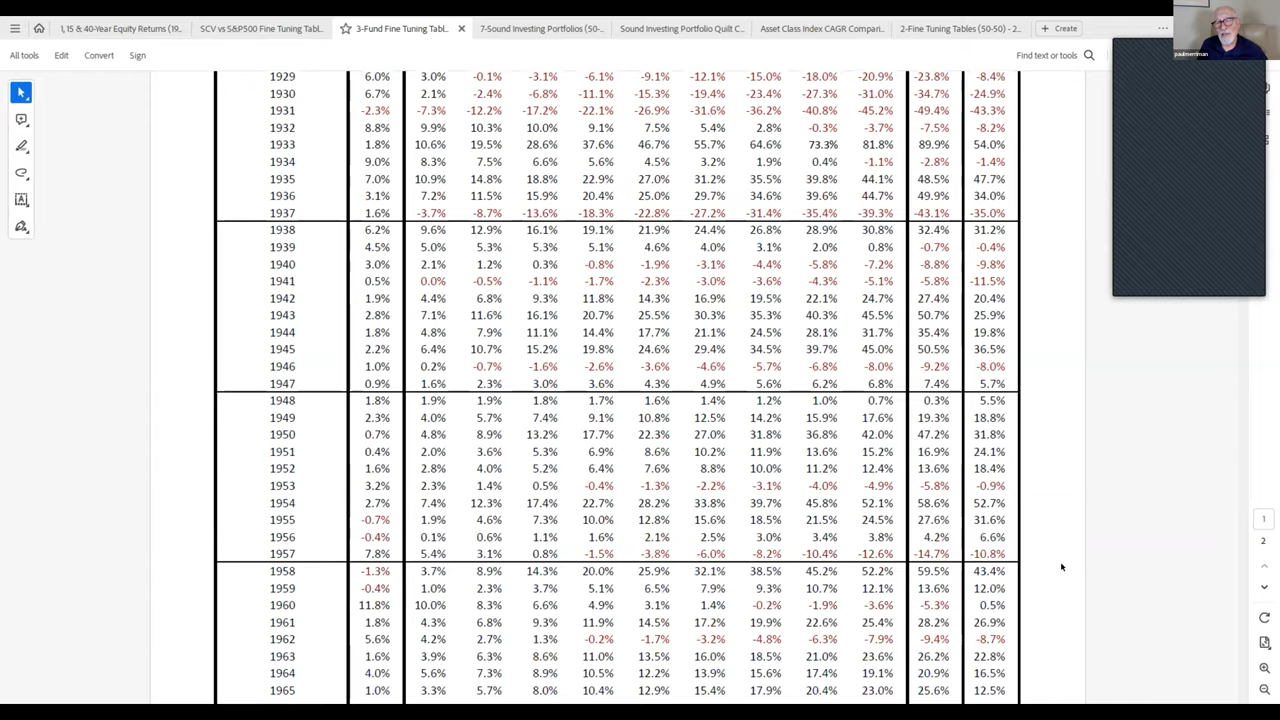 1, 15 & 40-Year Equity Returns (19... SCV vs S&P500 Fine Tuning Tabl... 3-Fund Fine Tuning Tabl... 7-Sound Investing Portfolios (50-... Sound Investing Portfolio Quilt C... Asset Class Index CAGR Compari... 2-Fine Tuning Tables (50-50) - 2... Create
paulmerriman
All tools Edit Convert Sign Find text or tools
1929 6.0% 3.0% -0.1% -3.1% -6.1% -9.1% -12.1% -15.0% -18.0% -20.9% -23.8% -8.4%
1930 6.7% 2.1% -2.4% -6.8% -11.1% -15.3% -19.4% -23.4% -27.3% -31.0% -34.7% -24.9%
1931 -2.3% -7.3% -12.2% -17.2% -22.1% -26.9% -31.6% -36.2% -40.8% -45.2% -49.4% -43.3%
1932 8.8% 9.9% 10.3% 10.0% 9.1% 7.5% 5.4% 2.8% -0.3% -3.7% -7.5% -8.2%
1933 1.8% 10.6% 19.5% 28.6% 37.6% 46.7% 55.7% 64.6% 73.3% 81.8% 89.9% 54.0%
1934 9.0% 8.3% 7.5% 6.6% 5.6% 4.5% 3.2% 1.9% 0.4% -1.1% -2.8% -1.4%
1935 7.0% 10.9% 14.8% 18.8% 22.9% 27.0% 31.2% 35.5% 39.8% 44.1% 48.5% 47.7%
1936 3.1% 7.2% 11.5% 15.9% 20.4% 25.0% 29.7% 34.6% 39.6% 44.7% 49.9% 34.0%
1937 1.6% -3.7% -8.7% -13.6% -18.3% -22.8% -27.2% -31.4% -35.4% -39.3% -43.1% -35.0%
1938 6.2% 9.6% 12.9% 16.1% 19.1% 21.9% 24.4% 26.8% 28.9% 30.8% 32.4% 31.2%
1939 4.5% 5.0% 5.3% 5.3% 5.1% 4.6% 4.0% 3.1% 2.0% 0.8% -0.7% -0.4%
1940 3.0% 2.1% 1.2% 0.3% -0.8% -1.9% -3.1% -4.4% -5.8% -7.2% -8.8% -9.8%
1941 0.5% 0.0% -0.5% -1.1% -1.7% -2.3% -3.0% -3.6% -4.3% -5.1% -5.8% -11.5%
1942 1.9% 4.4% 6.8% 9.3% 11.8% 14.3% 16.9% 19.5% 22.1% 24.7% 27.4% 20.4%
1943 2.8% 7.1% 11.6% 16.1% 20.7% 25.5% 30.3% 35.3% 40.3% 45.5% 50.7% 25.9%
1944 1.8% 4.8% 7.9% 11.1% 14.4% 17.7% 21.1% 24.5% 28.1% 31.7% 35.4% 19.8%
1945 2.2% 6.4% 10.7% 15.2% 19.8% 24.6% 29.4% 34.5% 39.7% 45.0% 50.5% 36.5%
1946 1.0% 0.2% -0.7% -1.6% -2.6% -3.6% -4.6% -5.7% -6.8% -8.0% -9.2% -8.0%
1947 0.9% 1.6% 2.3% 3.0% 3.6% 4.3% 4.9% 5.6% 6.2% 6.8% 7.4% 5.7%
1948 1.8% 1.9% 1.9% 1.8% 1.7% 1.6% 1.4% 1.2% 1.0% 0.7% 0.3% 5.5%
1949 2.3% 4.0% 5.7% 7.4% 9.1% 10.8% 12.5% 14.2% 15.9% 17.6% 19.3% 18.8%
1950 0.7% 4.8% 8.9% 13.2% 17.7% 22.3% 27.0% 31.8% 36.8% 42.0% 47.2% 31.8%
1951 0.4% 2.0% 3.6% 5.3% 6.9% 8.6% 10.2% 11.9% 13.6% 15.2% 16.9% 24.1%
1952 1.6% 2.8% 4.0% 5.2% 6.4% 7.6% 8.8% 10.0% 11.2% 12.4% 13.6% 18.4%
1953 3.2% 2.3% 1.4% 0.5% -0.4% -1.3% -2.2% -3.1% -4.0% -4.9% -5.8% -0.9%
1954 2.7% 7.4% 12.3% 17.4% 22.7% 28.2% 33.8% 39.7% 45.8% 52.1% 58.6% 52.7%
1955 -0.7% 1.9% 4.6% 7.3% 10.0% 12.8% 15.6% 18.5% 21.5% 24.5% 27.6% 31.6%
1956 -0.4% 0.1% 0.6% 1.1% 1.6% 2.1% 2.5% 3.0% 3.4% 3.8% 4.2% 6.6%
1957 7.8% 5.4% 3.1% 0.8% -1.5% -3.8% -6.0% -8.2% -10.4% -12.6% -14.7% -10.8%
1958 -1.3% 3.7% 8.9% 14.3% 20.0% 25.9% 32.1% 38.5% 45.2% 52.2% 59.5% 43.4%
1959 -0.4% 1.0% 2.3% 3.7% 5.1% 6.5% 7.9% 9.3% 10.7% 12.1% 13.6% 12.0%
1960 11.8% 10.0% 8.3% 6.6% 4.9% 3.1% 1.4% -0.2% -1.9% -3.6% -5.3% 0.5%
1961 1.8% 4.3% 6.8% 9.3% 11.9% 14.5% 17.2% 19.9% 22.6% 25.4% 28.2% 26.9%
1962 5.6% 4.2% 2.7% 1.3% -0.2% -1.7% -3.2% -4.8% -6.3% -7.9% -9.4% -8.7%
1963 1.6% 3.9% 6.3% 8.6% 11.0% 13.5% 16.0% 18.5% 21.0% 23.6% 26.2% 22.8%
1964 4.0% 5.6% 7.3% 8.9% 10.5% 12.2% 13.9% 15.6% 17.4% 19.1% 20.9% 16.5%
1965 1.0% 3.3% 5.7% 8.0% 10.4% 12.9% 15.4% 17.9% 20.4% 23.0% 25.6% 12.5%
1
2